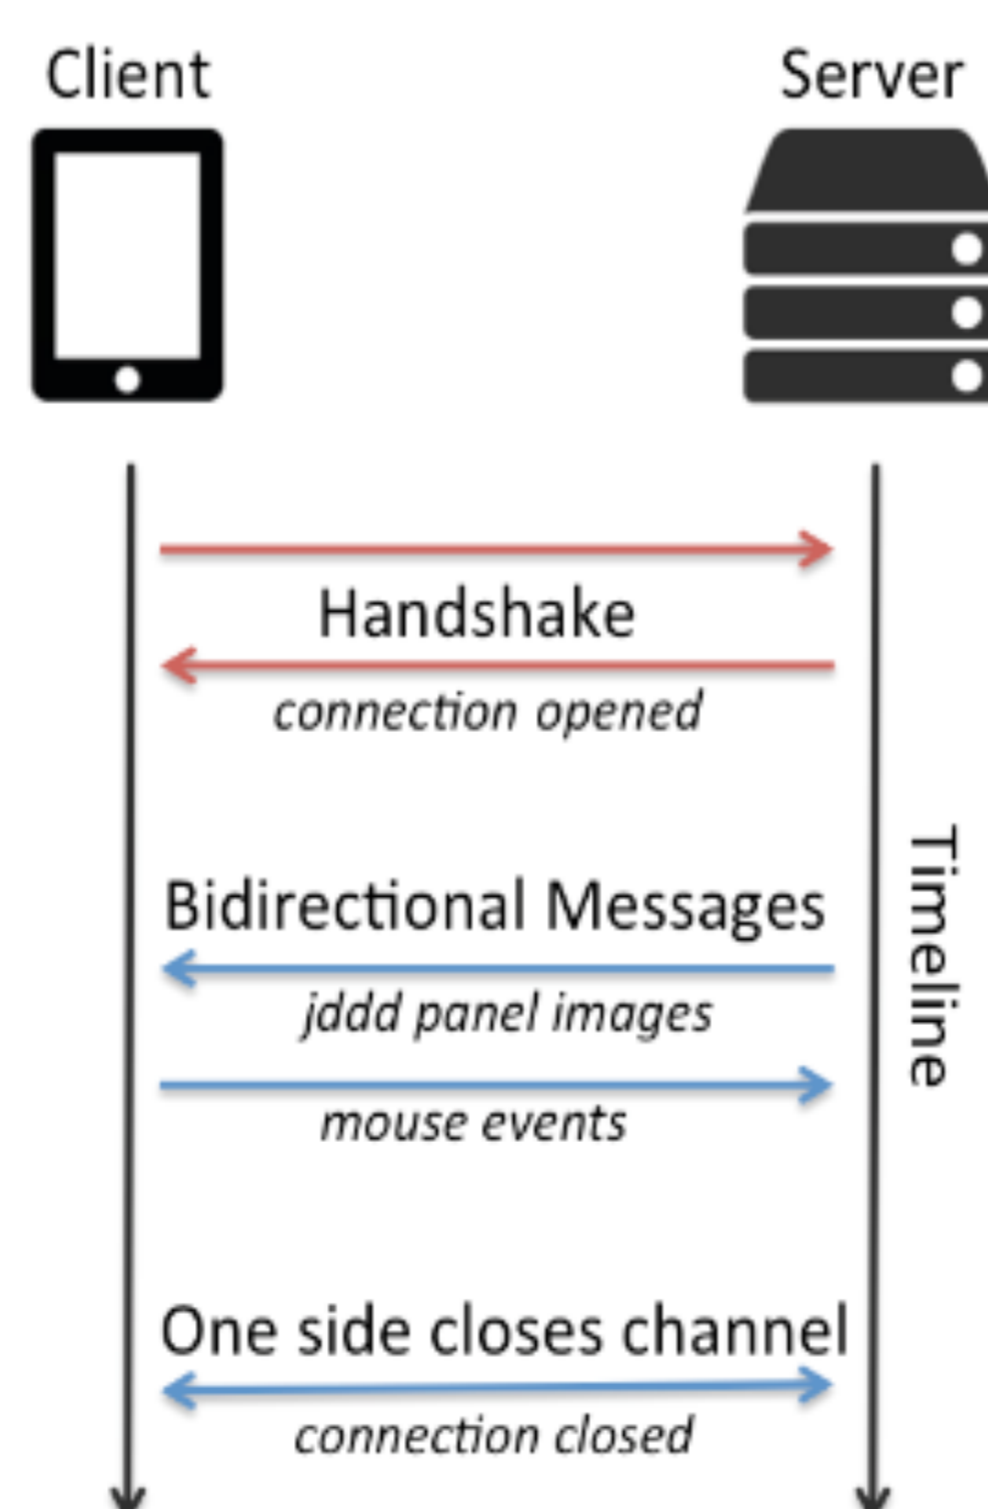 Client
Server
Handshake
connection opened
Bidirectional Messages
jddd panel images
mouse events
Timeline
One side closes channel
connection closed